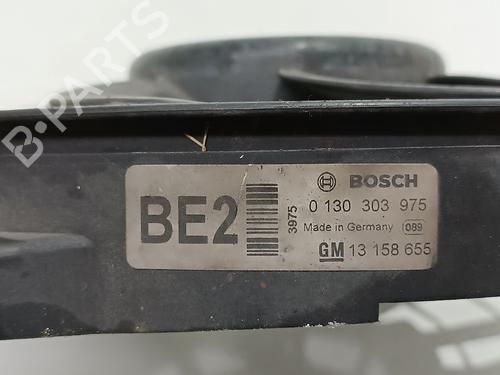 B-PARTS
BE2
3975
BOSCH
0 130 303 975
Made in Germany 089
GM 13 158 655